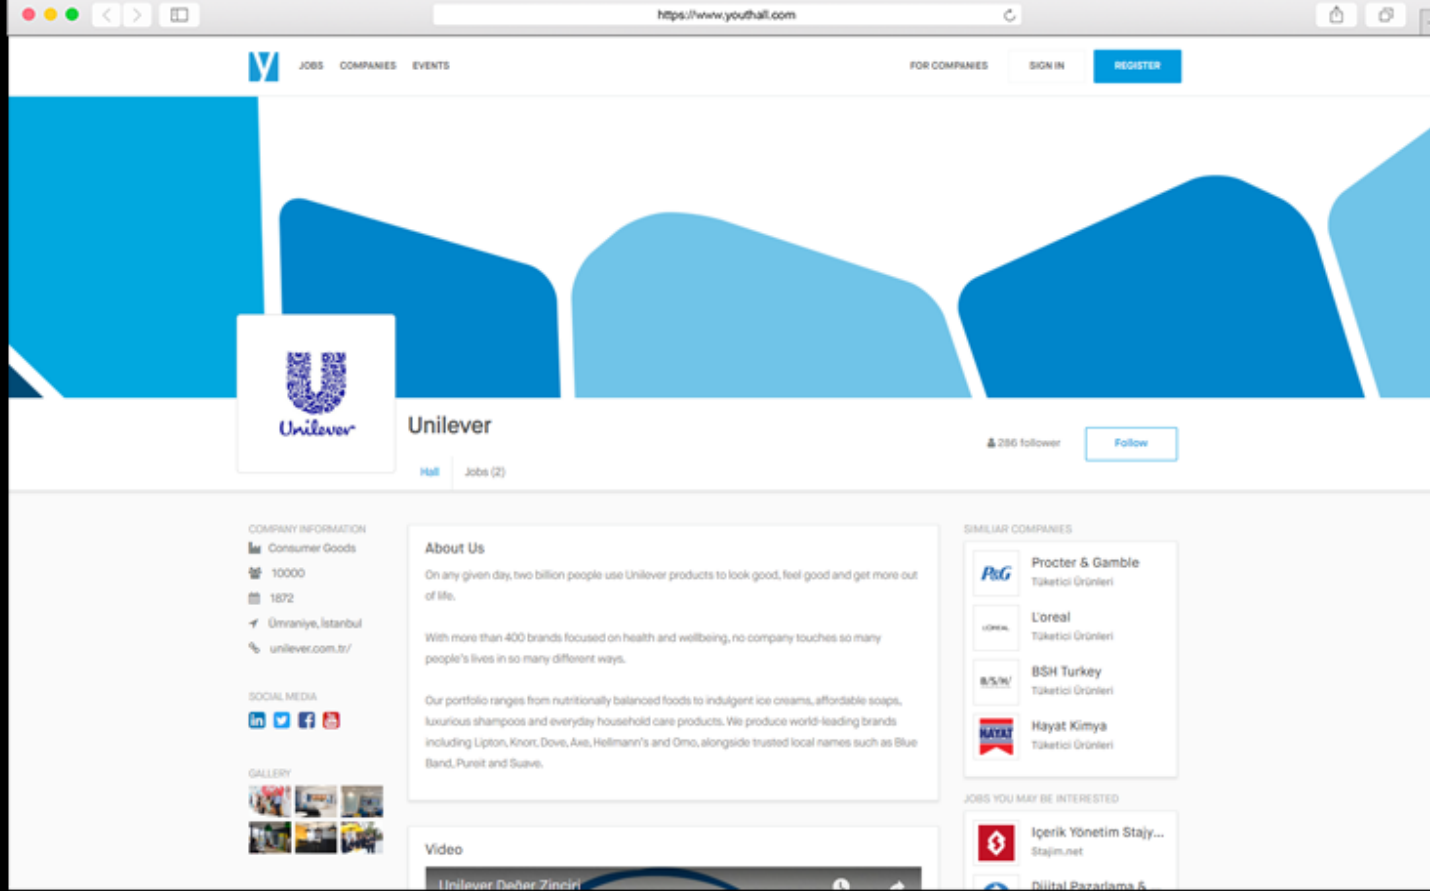 https://www.youthall.com
JOBS COMPANIES EVENTS
FOR COMPANIES SIGN IN REGISTER
Unilever
Unilever
286 follower
Follow
Hall Jobs (2)
COMPANY INFORMATION
Consumer Goods
10000
1872
Ümraniye, İstanbul
unilever.com.tr/
SOCIAL MEDIA
in
GALLERY
About Us
On any given day, two billion people use Unilever products to look good, feel good and get more out
of life.
With more than 400 brands focused on health and wellbeing, no company touches so many
people's lives in so many different ways.
Our portfolio ranges from nutritionally balanced foods to indulgent ice creams, affordable soaps,
luxurious shampoos and everyday household care products. We produce world-leading brands
including Lipton, Knorr, Dove, Axe, Hellmann's and Omo, alongside trusted local names such as Blue
Band, Pureit and Suave.
Video
Unilever Değer Zinciri
SIMILIAR COMPANIES
P&G
Procter & Gamble
Tüketici Ürünleri
L'OREAL
L'oreal
Tüketici Ürünleri
B/S/H/
BSH Turkey
Tüketici Ürünleri
HAYAT
Hayat Kimya
Tüketici Ürünleri
JOBS YOU MAY BE INTERESTED
İçerik Yönetim Stajy...
Stajim.net
Dijital Pazarlama & ...